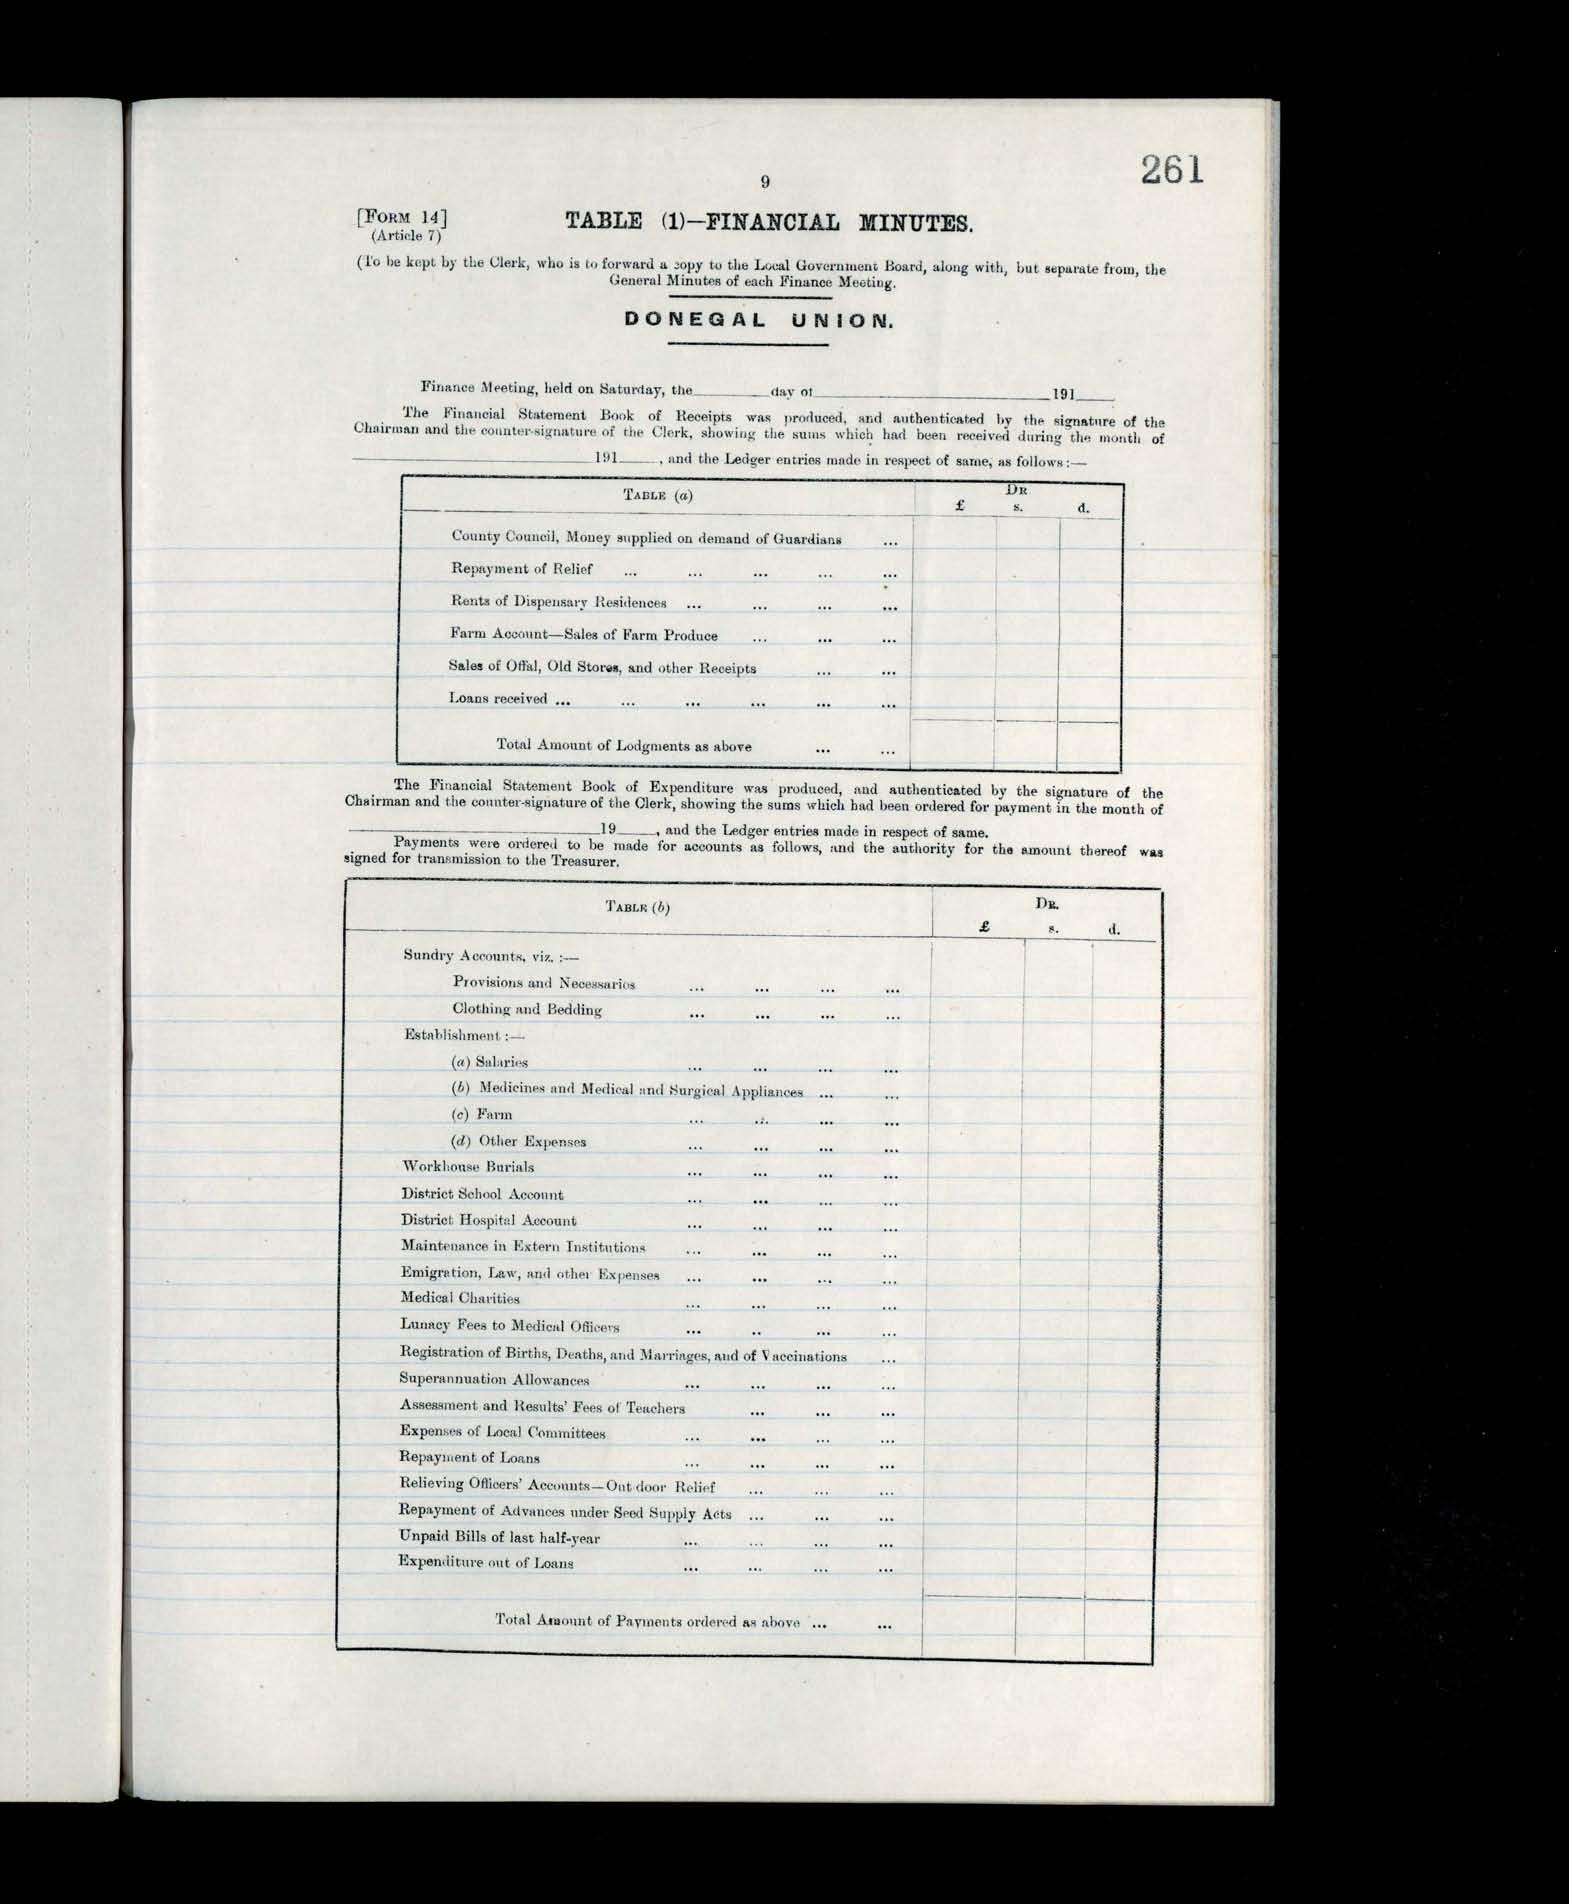 261
9
[FORM 14]
(Article 7)
TABLE (1)—FINANCIAL MINUTES.
(To be kept by the Clerk, who is to forward a copy to the Local Government Board, along with, but separate from, the
General Minutes of each Finance Meeting.
DONEGAL UNION.
Finance Meeting, held on Saturday, the________day of________________________191____
The Financial Statement Book of Receipts was produced, and authenticated by the signature of the
Chairman and the counter-signature of the Clerk, showing the sums which had been received during the month of
________________________191____, and the Ledger entries made in respect of same, as follows:—
TABLE (a) DR
£ s. d.
County Council, Money supplied on demand of Guardians ...
Repayment of Relief ... ... ... ... ...
Rents of Dispensary Residences ... ... ... ...
Farm Account—Sales of Farm Produce ... ... ...
Sales of Offal, Old Stores, and other Receipts ... ...
Loans received ... ... ... ... ... ...
Total Amount of Lodgments as above ... ...
The Financial Statement Book of Expenditure was produced, and authenticated by the signature of the
Chairman and the counter-signature of the Clerk, showing the sums which had been ordered for payment in the month of
________________________19____, and the Ledger entries made in respect of same.
Payments were ordered to be made for accounts as follows, and the authority for the amount thereof was
signed for transmission to the Treasurer.
TABLE (b) DR.
£ s. d.
Sundry Accounts, viz. :—
Provisions and Necessaries ... ... ... ...
Clothing and Bedding ... ... ... ...
Establishment :—
(a) Salaries ... ... ... ...
(b) Medicines and Medical and Surgical Appliances ... ...
(c) Farm ... ... ... ...
(d) Other Expenses ... ... ... ...
Workhouse Burials ... ... ... ...
District School Account ... ... ... ...
District Hospital Account ... ... ... ...
Maintenance in Extern Institutions ... ... ... ...
Emigration, Law, and other Expenses ... ... ... ...
Medical Charities ... ... ... ...
Lunacy Fees to Medical Officers ... .. ... ...
Registration of Births, Deaths, and Marriages, and of Vaccinations ...
Superannuation Allowances ... ... ... ...
Assessment and Results' Fees of Teachers ... ... ...
Expenses of Local Committees ... ... ... ...
Repayment of Loans ... ... ... ...
Relieving Officers' Accounts—Out door Relief ... ... ...
Repayment of Advances under Seed Supply Acts ... ... ...
Unpaid Bills of last half-year ... ... ... ...
Expenditure out of Loans ... ... ... ...
Total Amount of Payments ordered as above ... ...